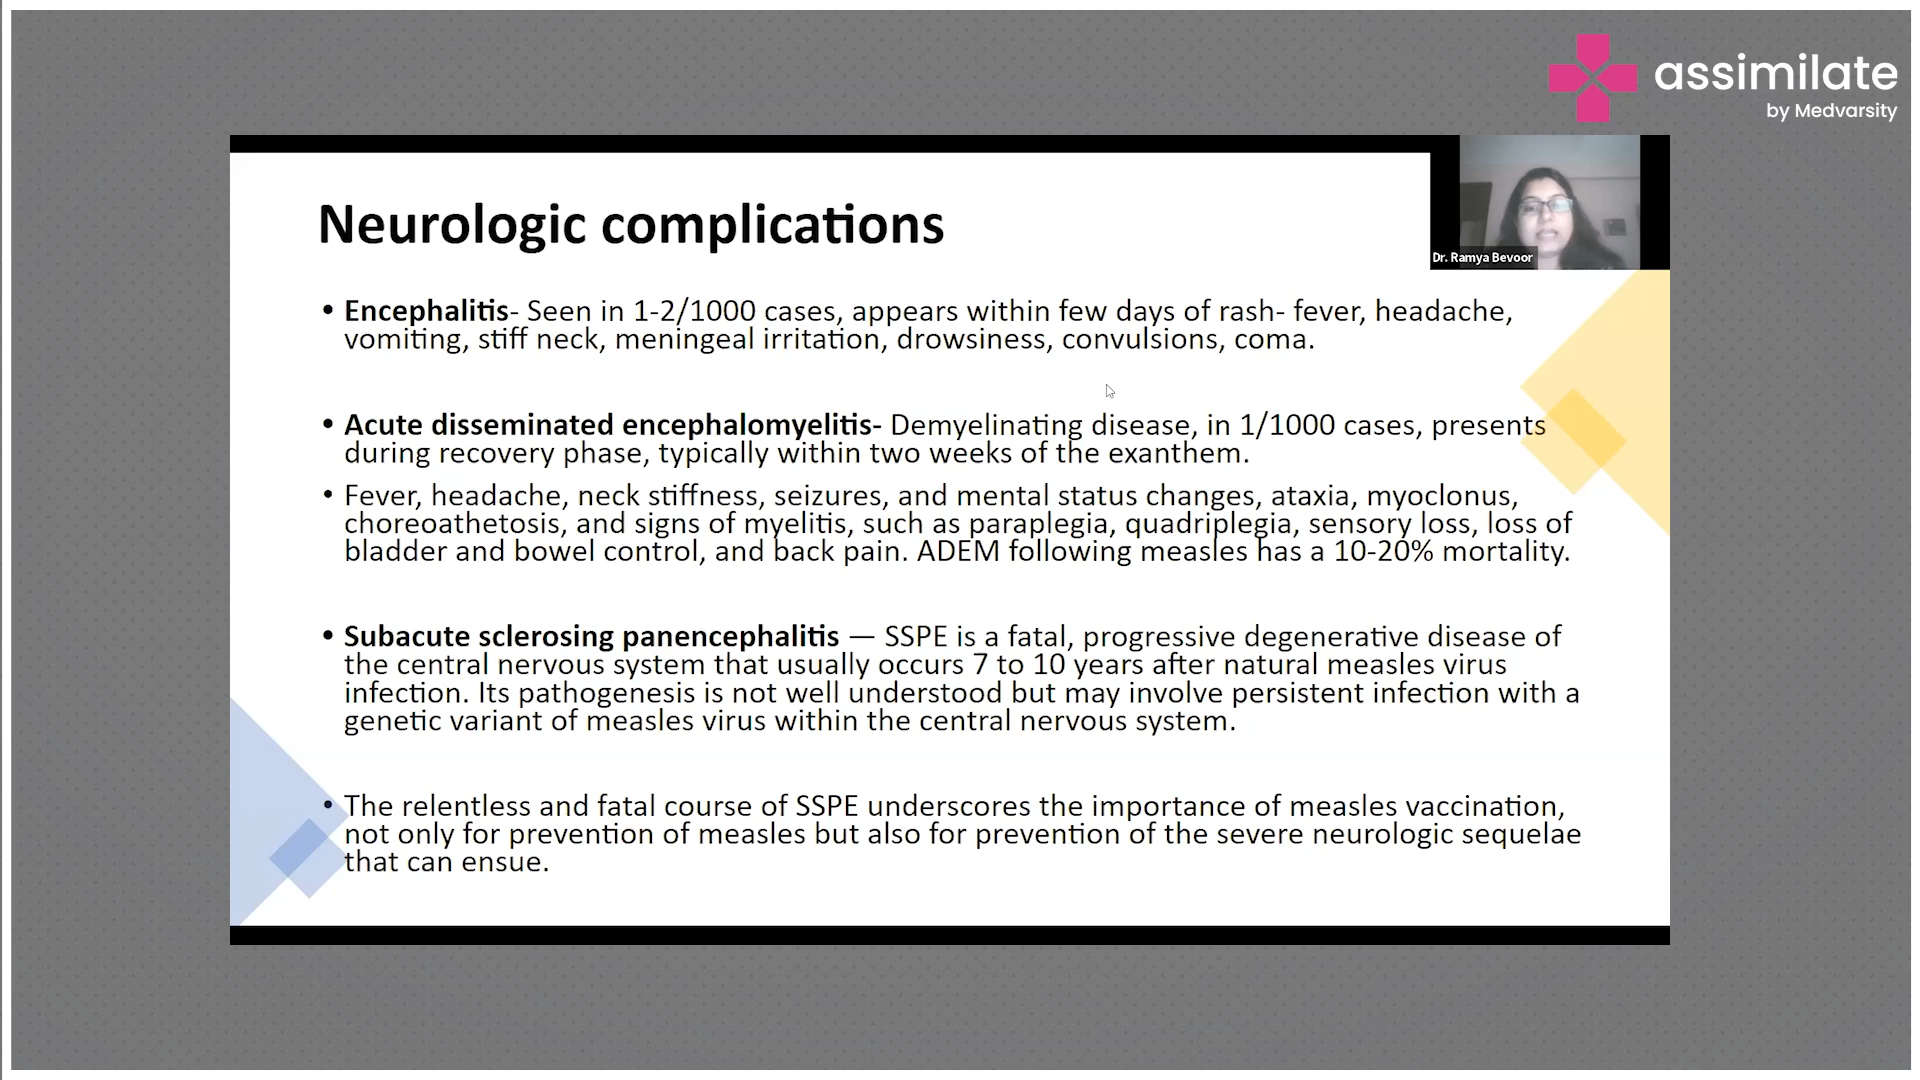 assimilate
by Medvarsity
Dr. Ramya Bevoor
Neurologic complications
• Encephalitis- Seen in 1-2/1000 cases, appears within few days of rash- fever, headache,
vomiting, stiff neck, meningeal irritation, drowsiness, convulsions, coma.
• Acute disseminated encephalomyelitis- Demyelinating disease, in 1/1000 cases, presents
during recovery phase, typically within two weeks of the exanthem.
• Fever, headache, neck stiffness, seizures, and mental status changes, ataxia, myoclonus,
choreoathetosis, and signs of myelitis, such as paraplegia, quadriplegia, sensory loss, loss of
bladder and bowel control, and back pain. ADEM following measles has a 10-20% mortality.
• Subacute sclerosing panencephalitis — SSPE is a fatal, progressive degenerative disease of
the central nervous system that usually occurs 7 to 10 years after natural measles virus
infection. Its pathogenesis is not well understood but may involve persistent infection with a
genetic variant of measles virus within the central nervous system.
• The relentless and fatal course of SSPE underscores the importance of measles vaccination,
not only for prevention of measles but also for prevention of the severe neurologic sequelae
that can ensue.